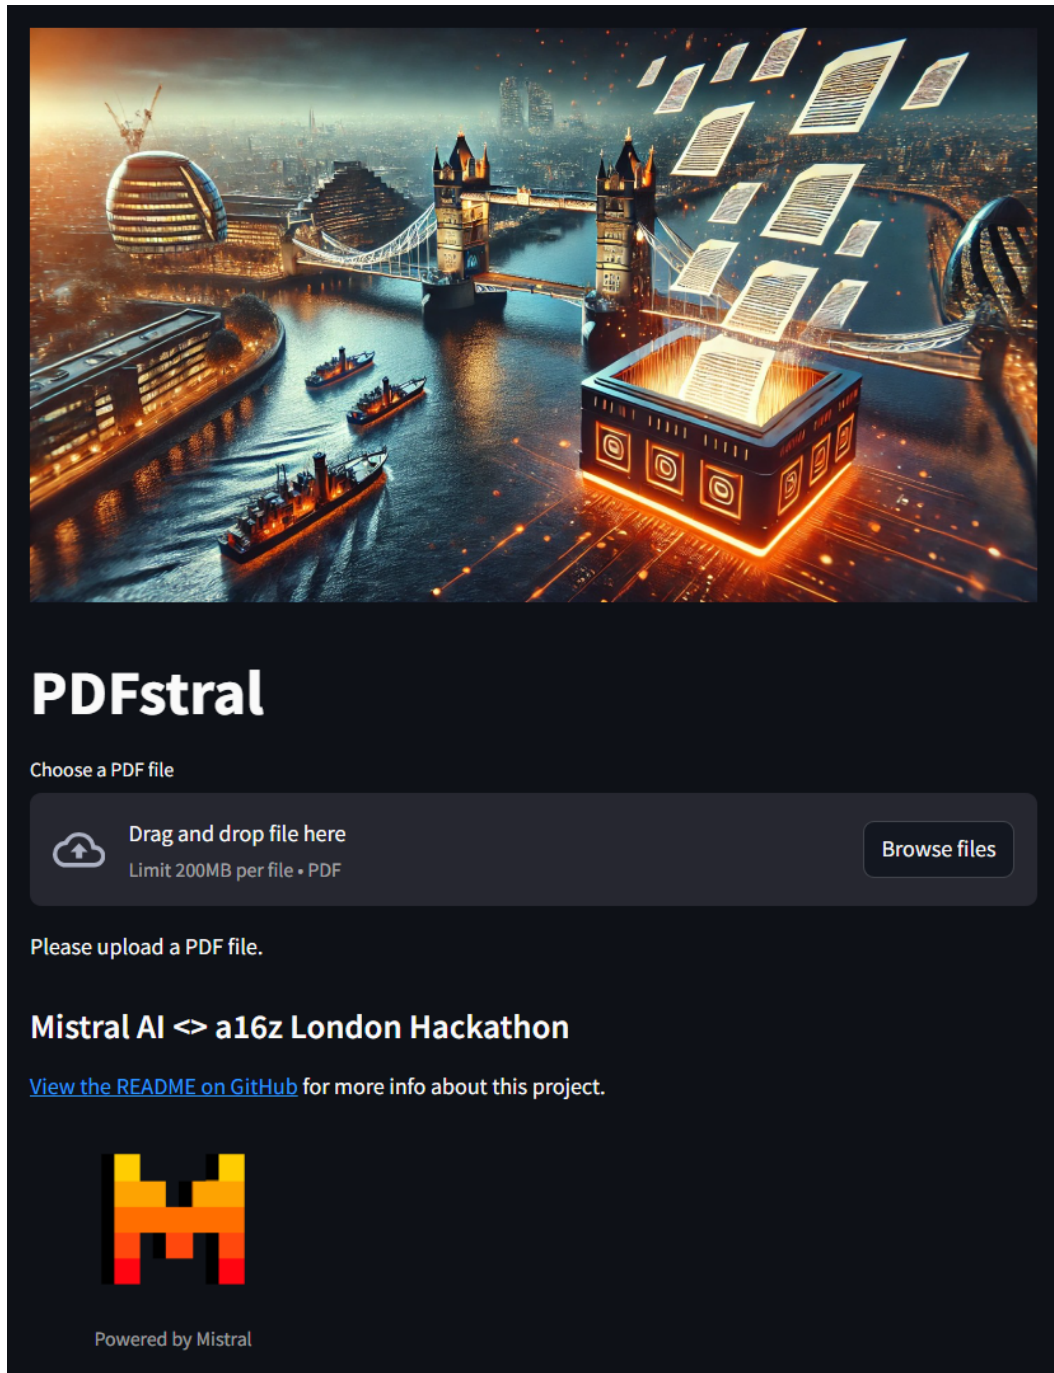 PDFstral
Choose a PDF file
Drag and drop file here
Limit 200MB per file • PDF
Browse files
Please upload a PDF file.
Mistral AI <> a16z London Hackathon
View the README on GitHub for more info about this project.
Powered by Mistral